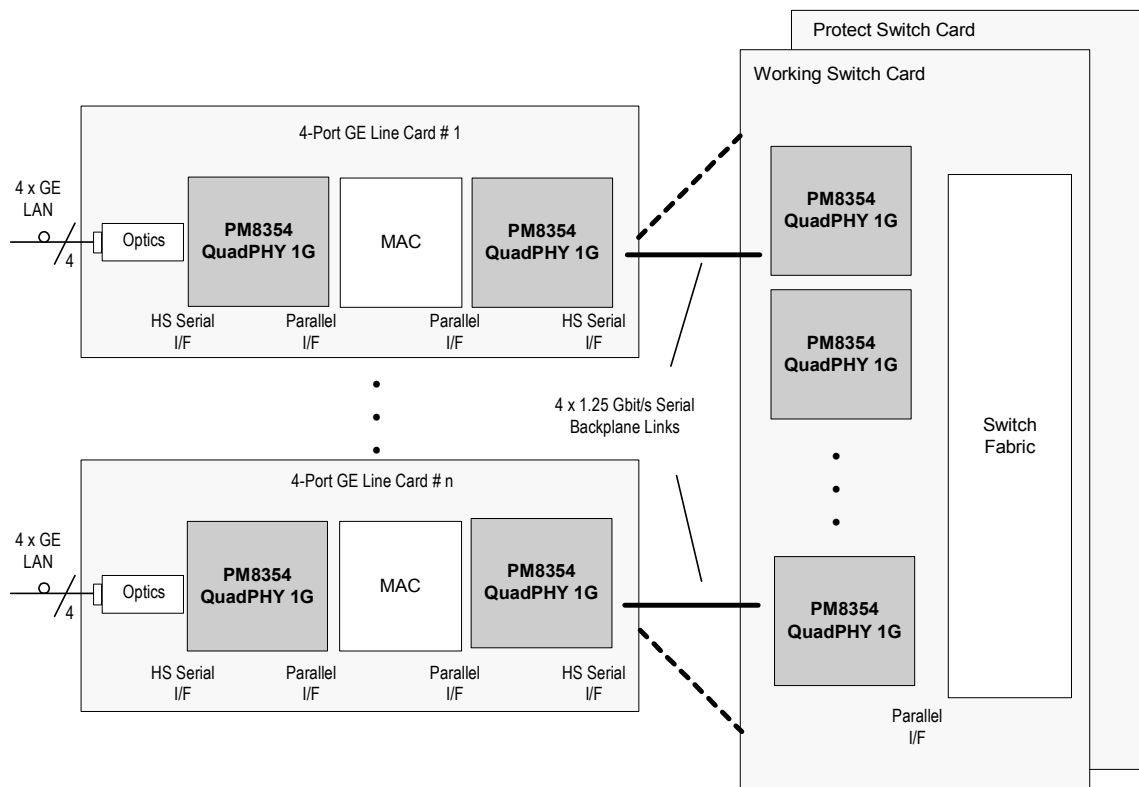 Protect Switch Card
Working Switch Card
4-Port GE Line Card # 1
4 x GE
LAN
4
Optics
PM8354
QuadPHY 1G
MAC
PM8354
QuadPHY 1G
HS Serial
I/F
Parallel
I/F
Parallel
I/F
HS Serial
I/F
4 x 1.25 Gbit/s Serial
Backplane Links
4-Port GE Line Card # n
4 x GE
LAN
4
Optics
PM8354
QuadPHY 1G
MAC
PM8354
QuadPHY 1G
HS Serial
I/F
Parallel
I/F
Parallel
I/F
HS Serial
I/F
PM8354
QuadPHY 1G
PM8354
QuadPHY 1G
PM8354
QuadPHY 1G
Switch
Fabric
Parallel
I/F